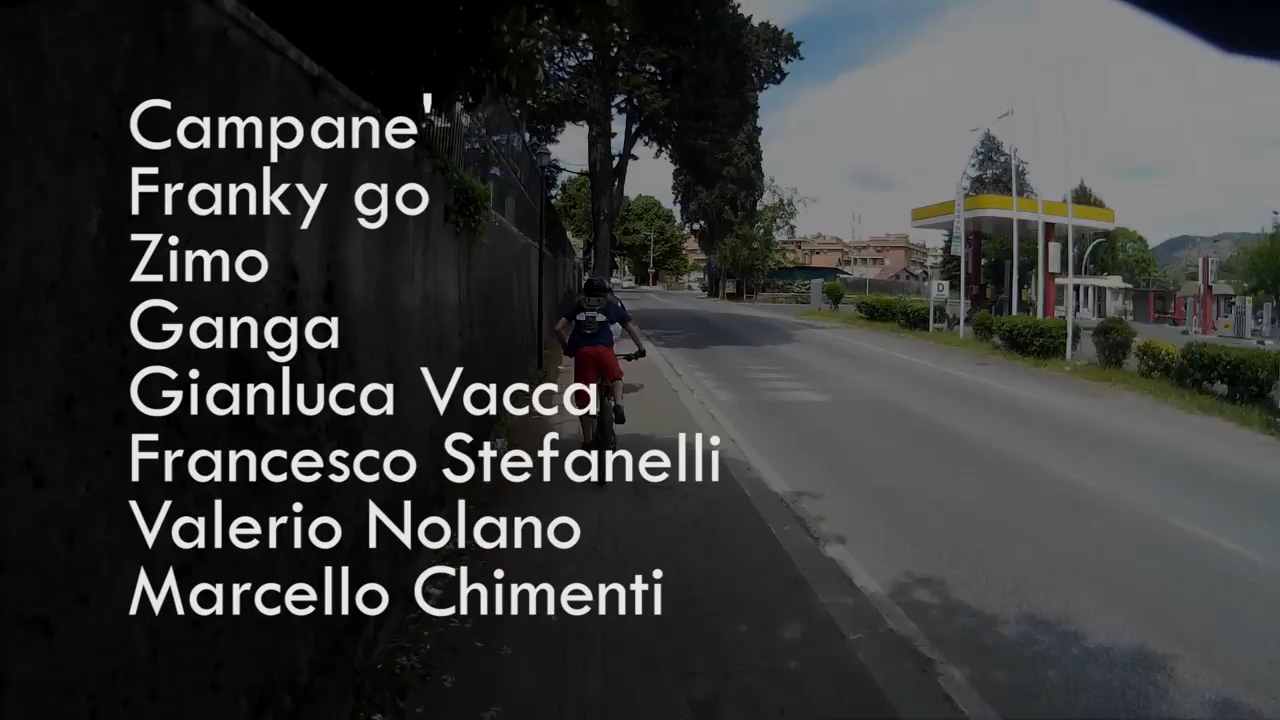 Campane'
Franky go
Zimo
Ganga
Gianluca Vacca
Francesco Stefanelli
Valerio Nolano
Marcello Chimenti
D